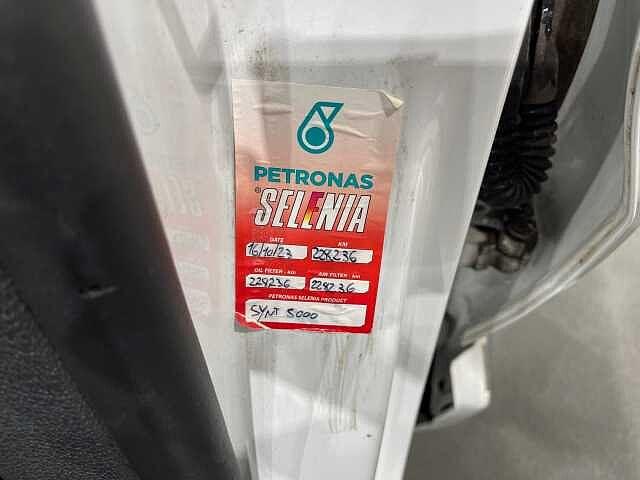 PETRONAS
SELENIA
DATE KM
16/10/23 228236
OIL FILTER - km AIR FILTER - km
228236 228236
PETRONAS SELENIA PRODUCT
SYNT 5000